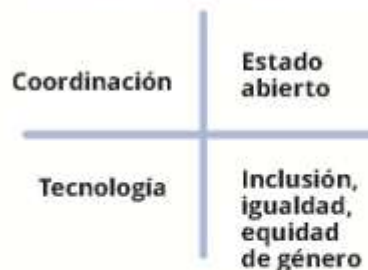 Coordinación
Estado
abierto
Tecnología
Inclusión,
igualdad,
equidad
de género